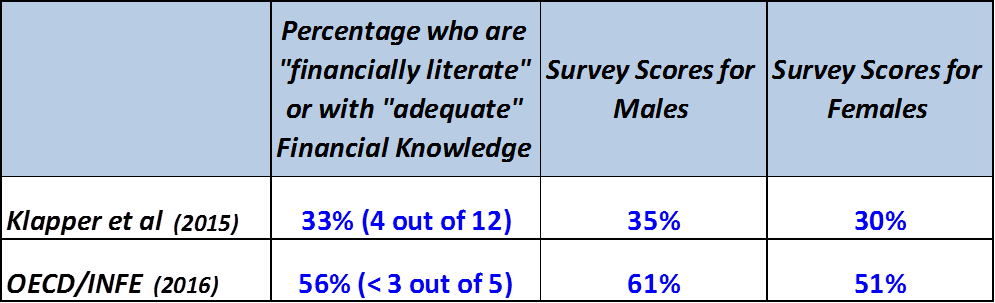 Percentage who are
"financially literate"
or with "adequate"
Financial Knowledge
Survey Scores for
Males
Survey Scores for
Females
Klapper et al (2015)
33% (4 out of 12)
35%
30%
OECD/INFE (2016)
56% (< 3 out of 5)
61%
51%